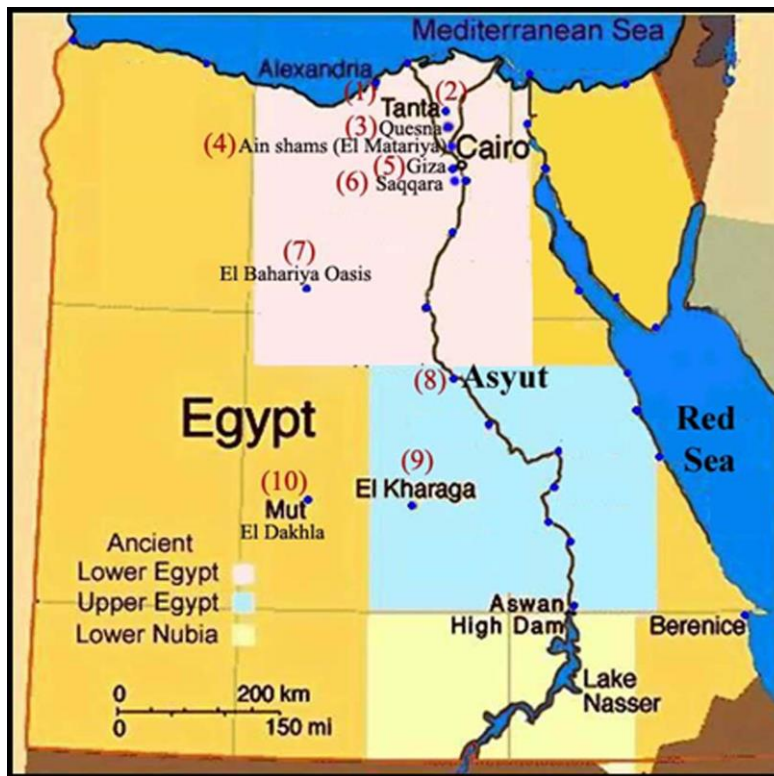 Mediterranean Sea
Alexandria
(1)
(2)
Tanta
(3) Quesna
(4) Ain shams (El Matariya)
Cairo
(5) Giza
(6) Saqqara
(7)
El Bahariya Oasis
(8) Asyut
Egypt
Red
Sea
(9)
El Kharaga
(10)
Mut
El Dakhla
Ancient
Lower Egypt
Upper Egypt
Lower Nubia
Aswan
High Dam
Berenice
Lake
Nasser
0 200 km
0 150 mi